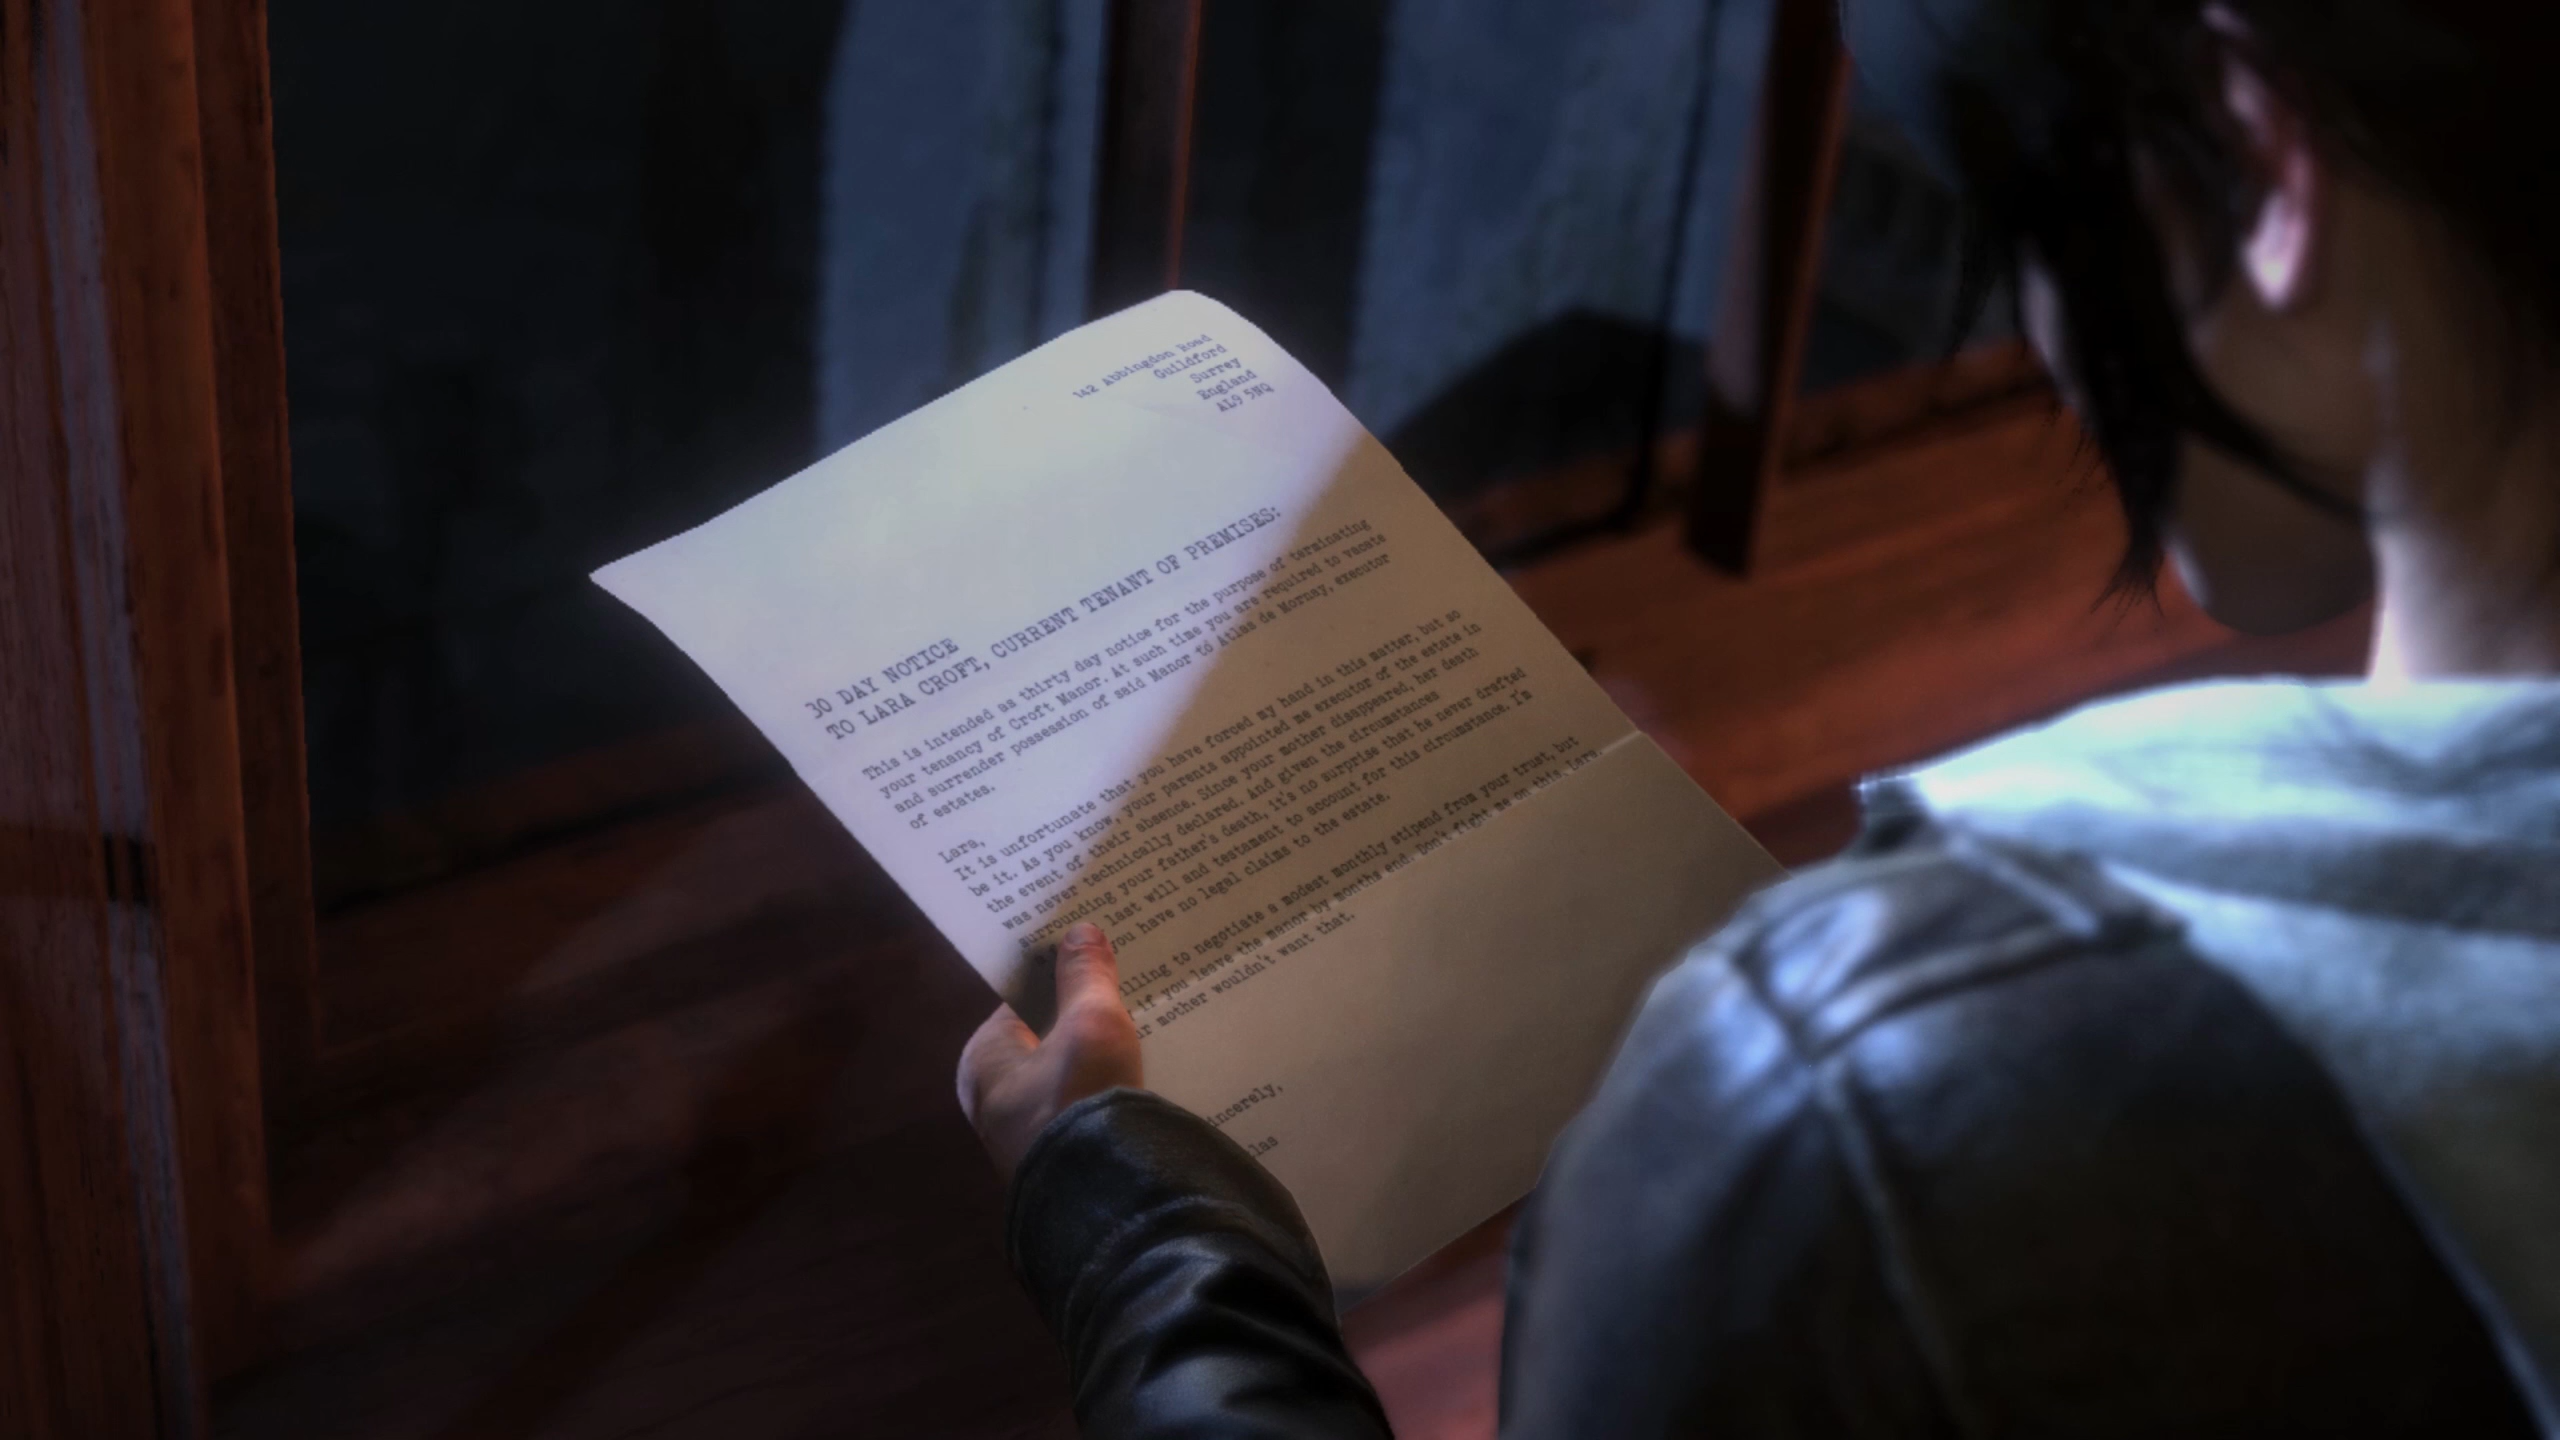 142 Abbingdon Road
Guildford
Surrey
England
AL9 5NQ
30 DAY NOTICE
TO LARA CROFT, CURRENT TENANT OF PREMISES:
This is intended as thirty day notice for the purpose of terminating
your tenancy of Croft Manor. At such time you are required to vacate
and surrender possession of said Manor to Atlas de Mornay, executor
of estates.
Lara,
It is unfortunate that you have forced my hand in this matter, but so
be it. As you know, your parents appointed me executor of the estate in
the event of their absence. Since your mother disappeared, her death
was never technically declared. And given the circumstances
surrounding your father's death, it's no surprise that he never drafted
last will and testament to account for this circumstance. I'm
you have no legal claims to the estate.
illing to negotiate a modest monthly stipend from your trust, but
if you leave the manor by months end. Don't fight me on this, Lara.
ur mother wouldn't want that.
incerely,
las